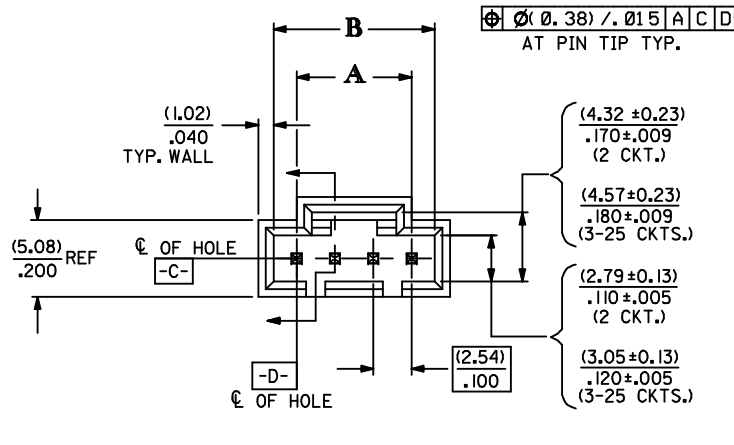 B
⌖ Ø(0.38)/.015 A C D
AT PIN TIP TYP.
A
(1.02)
.040
TYP. WALL
(4.32 ±0.23)
.170±.009
(2 CKT.)
(4.57±0.23)
.180±.009
(3-25 CKTS.)
(5.08)
.200 REF
℄ OF HOLE
-C-
(2.79±0.13)
.110±.005
(2 CKT.)
(3.05±0.13)
.120±.005
(3-25 CKTS.)
(2.54)
.100
-D-
℄ OF HOLE